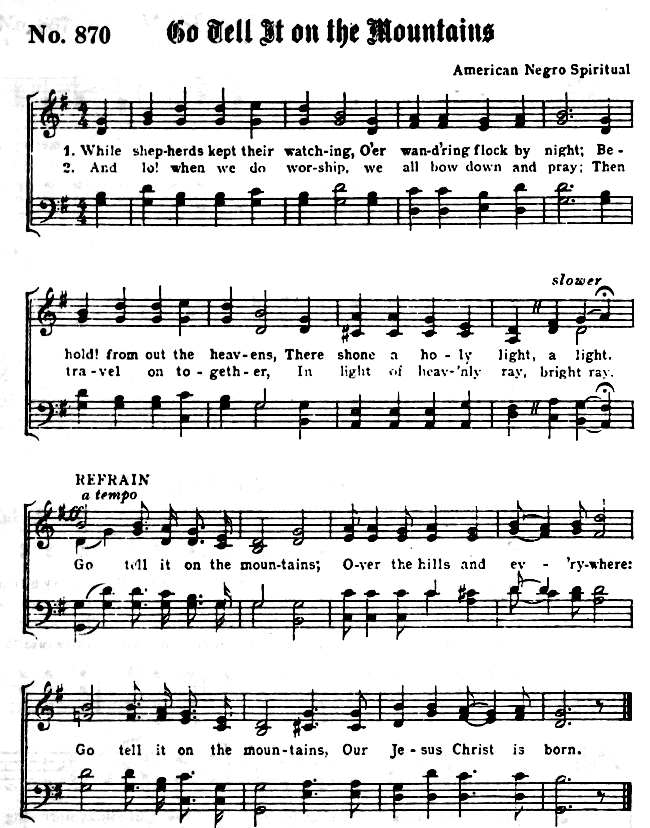 No. 870 Go Tell It on the Mountains
American Negro Spiritual
1. While shep-herds kept their watch-ing, O'er wan-d'ring flock by night; Be -
2. And lo! when we do wor-ship, we all bow down and pray; Then
slower
hold! from out the heav-ens, There shone a ho - ly light, a light.
tra - vel on to - geth - er, In light of heav-'nly ray, bright ray.
REFRAIN
a tempo
ff
Go tell it on the moun-tains; O-ver the hills and ev - 'ry-where:
Go tell it on the moun-tains, Our Je - sus Christ is born.